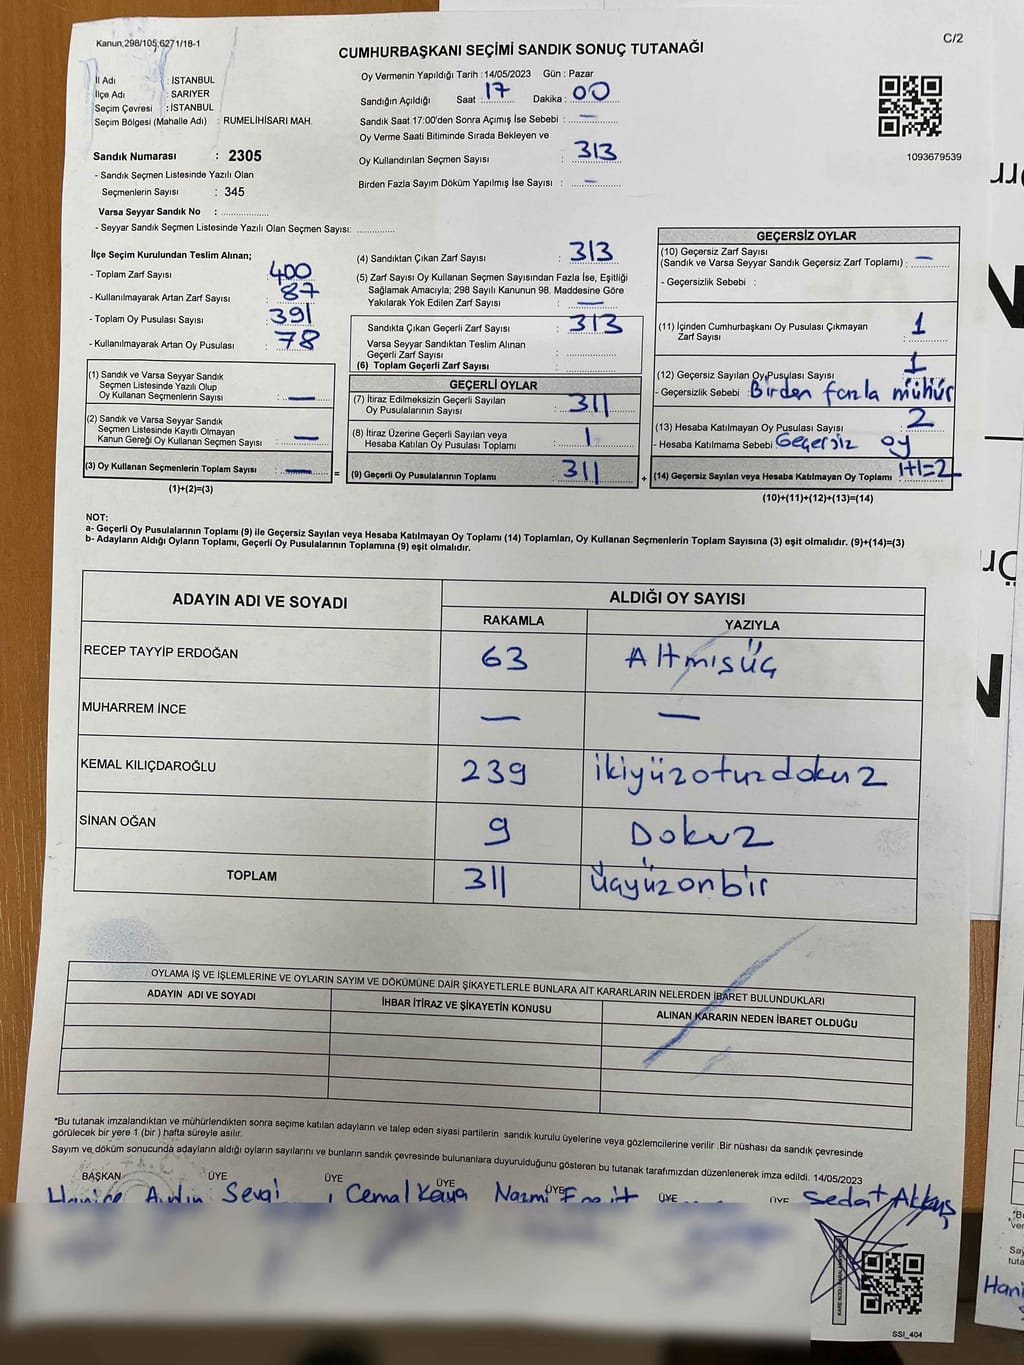 Kanun;298/105;6271/18-1
C/2
CUMHURBAŞKANI SEÇİMİ SANDIK SONUÇ TUTANAĞI
İl Adı : İSTANBUL
İlçe Adı : SARIYER
Seçim Çevresi : İSTANBUL
Seçim Bölgesi (Mahalle Adı) : RUMELİHİSARI MAH.
Sandık Numarası : 2305
- Sandık Seçmen Listesinde Yazılı Olan
Seçmenlerin Sayısı : 345
Varsa Seyyar Sandık No : ................
- Seyyar Sandık Seçmen Listesinde Yazılı Olan Seçmen Sayısı: ............
Oy Vermenin Yapıldığı Tarih : 14/05/2023 Gün : Pazar
Sandığın Açıldığı Saat 17 Dakika : 00
Sandık Saat 17:00'den Sonra Açımış İse Sebebi : —
Oy Verme Saati Bitiminde Sırada Bekleyen ve
Oy Kullandırılan Seçmen Sayısı : 313
Birden Fazla Sayım Döküm Yapılmış İse Sayısı : —
1093679539
İlçe Seçim Kurulundan Teslim Alınan;
- Toplam Zarf Sayısı : 400
- Kullanılmayarak Artan Zarf Sayısı : 87
- Toplam Oy Pusulası Sayısı : 391
- Kullanılmayarak Artan Oy Pusulası : 78
(1) Sandık ve Varsa Seyyar Sandık
Seçmen Listesinde Yazılı Olup
Oy Kullanan Seçmenlerin Sayısı : —
(2) Sandık ve Varsa Seyyar Sandık
Seçmen Listesinde Kayıtlı Olmayan
Kanun Gereği Oy Kullanan Seçmen Sayısı : —
(3) Oy Kullanan Seçmenlerin Toplam Sayısı : —
(1)+(2)=(3)
=
(4) Sandıktan Çıkan Zarf Sayısı : 313
(5) Zarf Sayısı Oy Kullanan Seçmen Sayısından Fazla İse, Eşitliği
Sağlamak Amacıyla; 298 Sayılı Kanunun 98. Maddesine Göre
Yakılarak Yok Edilen Zarf Sayısı : —
Sandıkta Çıkan Geçerli Zarf Sayısı : 313
Varsa Seyyar Sandıktan Teslim Alınan
Geçerli Zarf Sayısı : ................
(6) Toplam Geçerli Zarf Sayısı : ................
GEÇERLİ OYLAR
(7) İtiraz Edilmeksizin Geçerli Sayılan
Oy Pusulalarının Sayısı : 311
(8) İtiraz Üzerine Geçerli Sayılan veya
Hesaba Katılan Oy Pusulaları Toplamı : 1
(9) Geçerli Oy Pusulalarının Toplamı : 311
+
GEÇERSİZ OYLAR
(10) Geçersiz Zarf Sayısı
(Sandık ve Varsa Seyyar Sandık Geçersiz Zarf Toplamı) : —
- Geçersizlik Sebebi :
(11) İçinden Cumhurbaşkanı Oy Pusulası Çıkmayan
Zarf Sayısı : 1
(12) Geçersiz Sayılan Oy Pusulası Sayısı : 1
- Geçersizlik Sebebi : Birden fazla mühür
(13) Hesaba Katılmayan Oy Pusulası Sayısı : 2
- Hesaba Katılmama Sebebi : Geçersiz oy
(14) Geçersiz Sayılan veya Hesaba Katılmayan Oy Toplamı : 1+1=2
(10)+(11)+(12)+(13)=(14)
NOT:
a- Geçerli Oy Pusulalarının Toplamı (9) ile Geçersiz Sayılan veya Hesaba Katılmayan Oy Toplamı (14) Toplamları, Oy Kullanan Seçmenlerin Toplam Sayısına (3) eşit olmalıdır. (9)+(14)=(3)
b- Adayların Aldığı Oyların Toplamı, Geçerli Oy Pusulalarının Toplamına (9) eşit olmalıdır.
ADAYIN ADI VE SOYADI ALDIĞI OY SAYISI
RAKAMLA YAZIYLA
RECEP TAYYİP ERDOĞAN 63 Altmışüç
MUHARREM İNCE — —
KEMAL KILIÇDAROĞLU 239 ikiyüzotuzdokuz
SİNAN OĞAN 9 Dokuz
TOPLAM 311 üçyüzonbir
OYLAMA İŞ VE İŞLEMLERİNE VE OYLARIN SAYIM VE DÖKÜMÜNE DAİR ŞİKAYETLERLE BUNLARA AİT KARARLARIN NELERDEN İBARET BULUNDUKLARI
ADAYIN ADI VE SOYADI İHBAR İTİRAZ VE ŞİKAYETİN KONUSU ALINAN KARARIN NEDEN İBARET OLDUĞU
*Bu tutanak imzalandıktan ve mühürlendikten sonra seçime katılan adayların ve talep eden siyasi partilerin sandık kurulu üyelerine veya gözlemcilerine verilir .Bir nüshası da sandık çevresinde
görülecek bir yere 1 (bir ) hafta süreyle asılır.
Sayım ve döküm sonucunda adayların aldığı oyların sayılarını ve bunların sandık çevresinde bulunanlara duyurulduğunu gösteren bu tutanak tarafımızdan düzenlenerek imza edildi. 14/05/2023
BAŞKAN ÜYE ÜYE ÜYE ÜYE ÜYE ÜYE
Hanice Aydın Sevgi Cemal Kaya Nazmi Sedat Akkuş
SSI_404